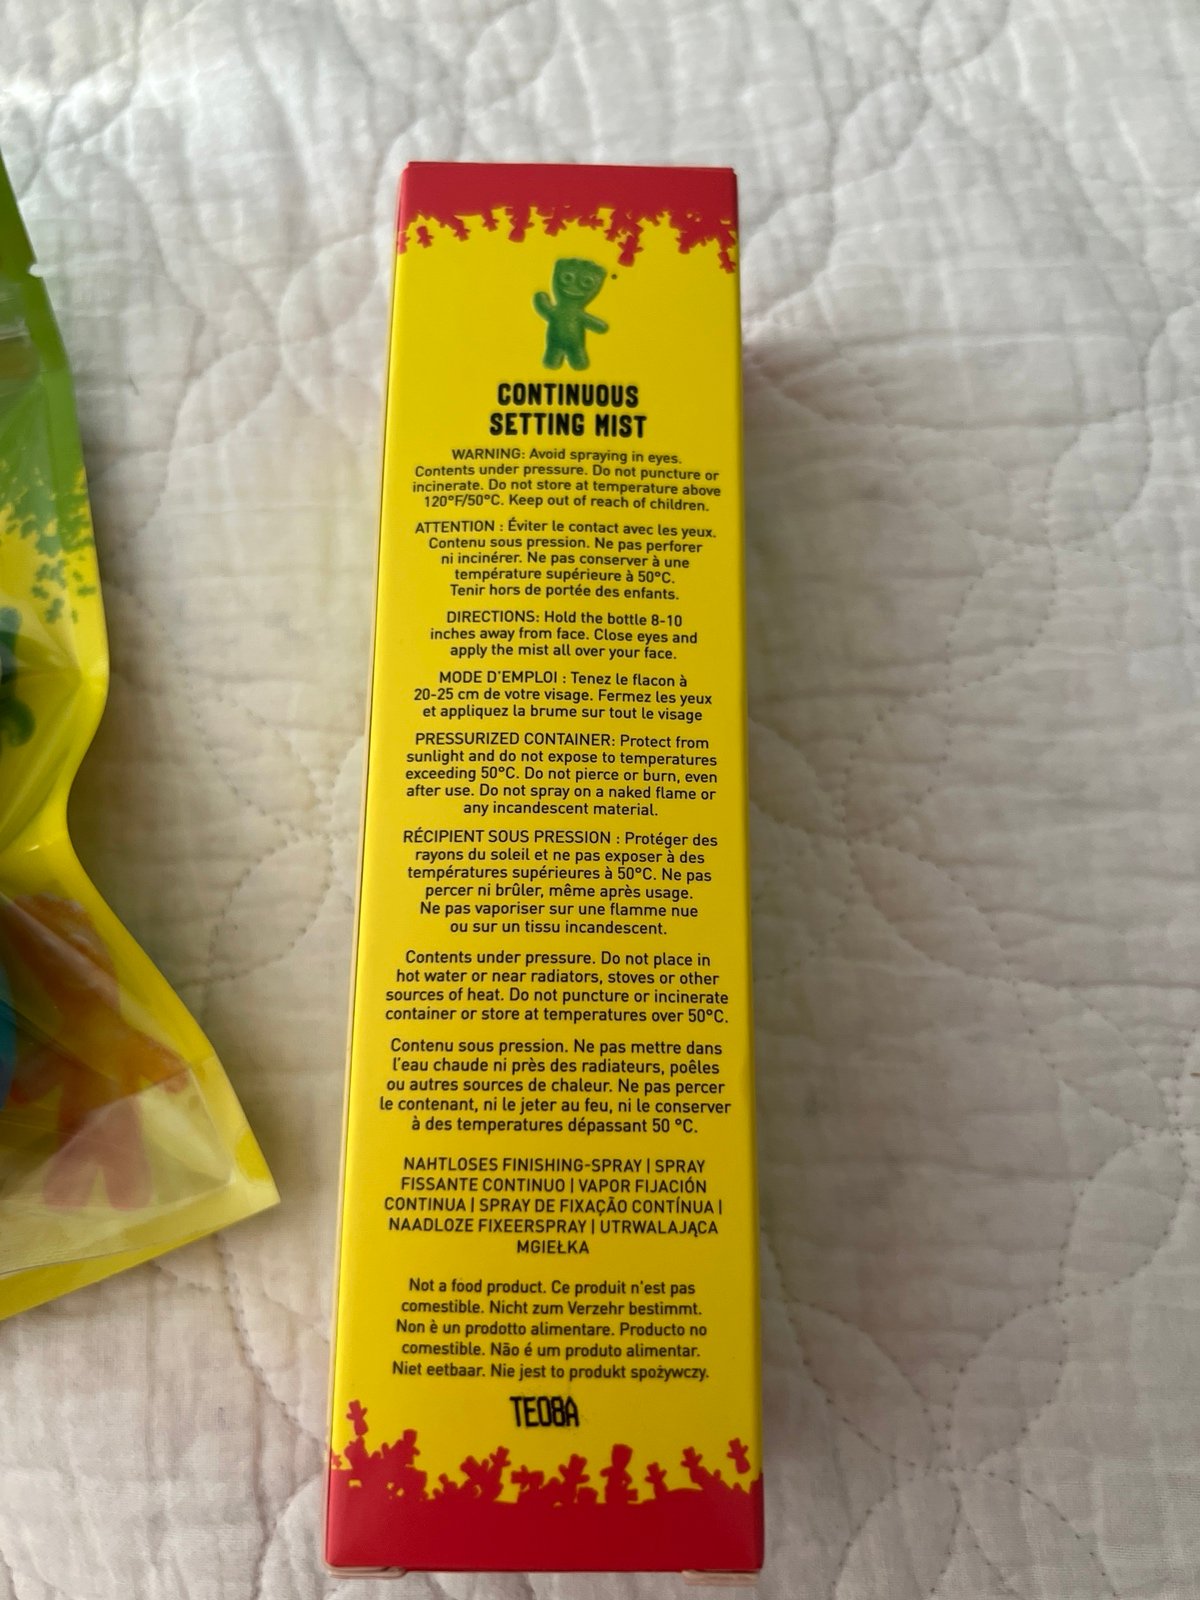 CONTINUOUS
SETTING MIST
WARNING: Avoid spraying in eyes.
Contents under pressure. Do not puncture or
incinerate. Do not store at temperature above
120°F/50°C. Keep out of reach of children.
ATTENTION : Éviter le contact avec les yeux.
Contenu sous pression. Ne pas perforer
ni incinérer. Ne pas conserver à une
température supérieure à 50°C.
Tenir hors de portée des enfants.
DIRECTIONS: Hold the bottle 8-10
inches away from face. Close eyes and
apply the mist all over your face.
MODE D'EMPLOI : Tenez le flacon à
20-25 cm de votre visage. Fermez les yeux
et appliquez la brume sur tout le visage
PRESSURIZED CONTAINER: Protect from
sunlight and do not expose to temperatures
exceeding 50°C. Do not pierce or burn, even
after use. Do not spray on a naked flame or
any incandescent material.
RÉCIPIENT SOUS PRESSION : Protéger des
rayons du soleil et ne pas exposer à des
températures supérieures à 50°C. Ne pas
percer ni brûler, même après usage.
Ne pas vaporiser sur une flamme nue
ou sur un tissu incandescent.
Contents under pressure. Do not place in
hot water or near radiators, stoves or other
sources of heat. Do not puncture or incinerate
container or store at temperatures over 50°C.
Contenu sous pression. Ne pas mettre dans
l'eau chaude ni près des radiateurs, poêles
ou autres sources de chaleur. Ne pas percer
le contenant, ni le jeter au feu, ni le conserver
à des temperatures dépassant 50 °C.
NAHTLOSES FINISHING-SPRAY | SPRAY
FISSANTE CONTINUO | VAPOR FIJACIÓN
CONTINUA | SPRAY DE FIXAÇÃO CONTÍNUA |
NAADLOZE FIXEERSPRAY | UTRWALAJĄCA
MGIEŁKA
Not a food product. Ce produit n'est pas
comestible. Nicht zum Verzehr bestimmt.
Non è un prodotto alimentare. Producto no
comestible. Não é um produto alimentar.
Niet eetbaar. Nie jest to produkt spożywczy.
TE08A